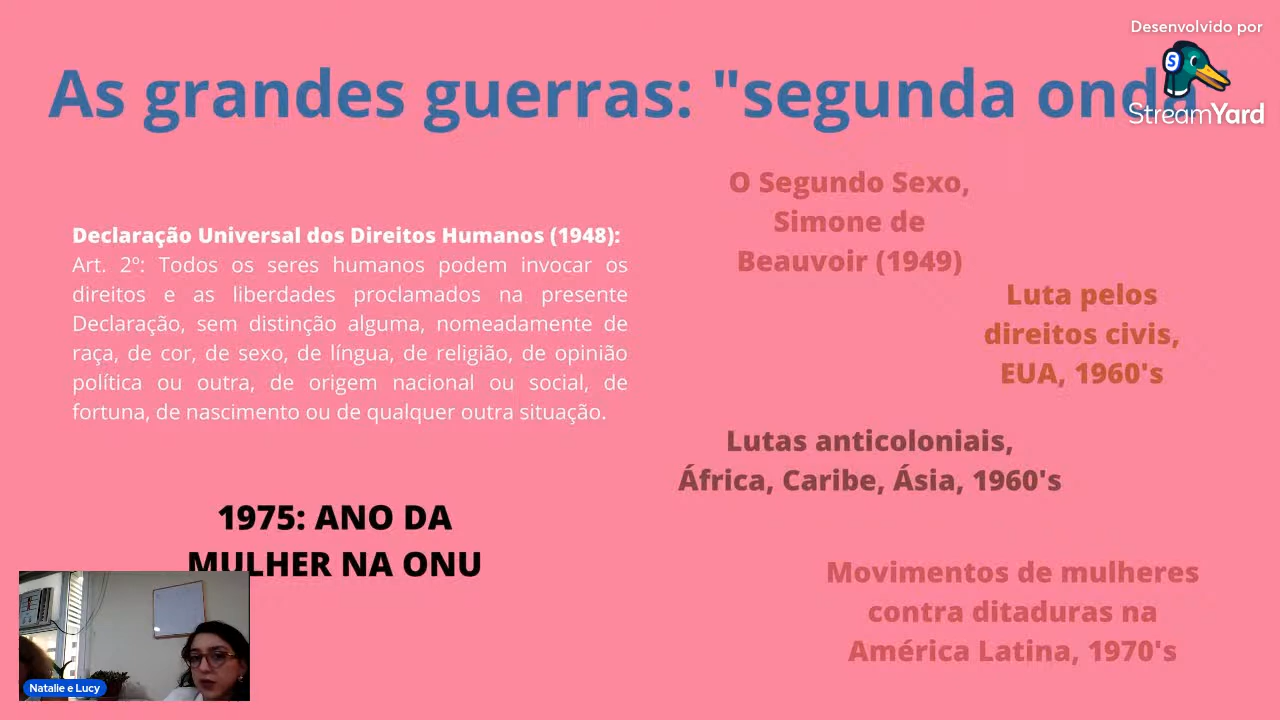 Desenvolvido por
StreamYard
As grandes guerras: "segunda onda"
O Segundo Sexo,
Simone de
Beauvoir (1949)
Declaração Universal dos Direitos Humanos (1948):
Art. 2º: Todos os seres humanos podem invocar os
direitos e as liberdades proclamados na presente
Declaração, sem distinção alguma, nomeadamente de
raça, de cor, de sexo, de língua, de religião, de opinião
política ou outra, de origem nacional ou social, de
fortuna, de nascimento ou de qualquer outra situação.
Luta pelos
direitos civis,
EUA, 1960's
Lutas anticoloniais,
África, Caribe, Ásia, 1960's
1975: ANO DA
MULHER NA ONU
Movimentos de mulheres
contra ditaduras na
América Latina, 1970's
Natalie e Lucy